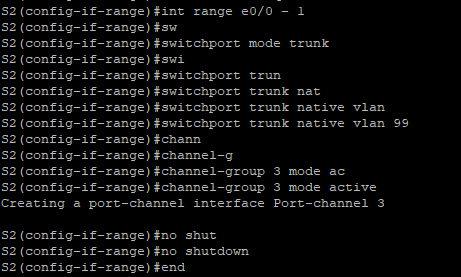 S2(config-if-range)#int range e0/0 - 1
S2(config-if-range)#sw
S2(config-if-range)#switchport mode trunk
S2(config-if-range)#swi
S2(config-if-range)#switchport trun
S2(config-if-range)#switchport trunk nat
S2(config-if-range)#switchport trunk native vlan
S2(config-if-range)#switchport trunk native vlan 99
S2(config-if-range)#chann
S2(config-if-range)#channel-g
S2(config-if-range)#channel-group 3 mode ac
S2(config-if-range)#channel-group 3 mode active
Creating a port-channel interface Port-channel 3
S2(config-if-range)#no shut
S2(config-if-range)#no shutdown
S2(config-if-range)#end